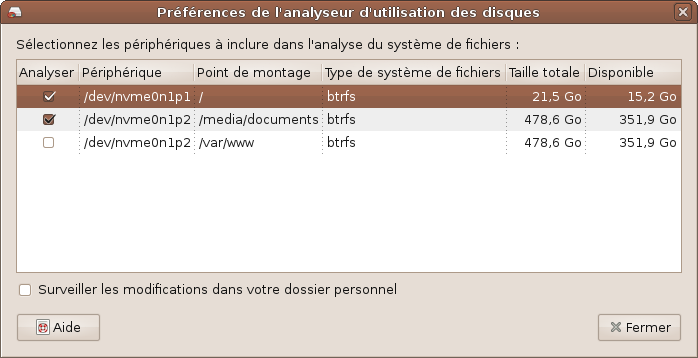 Préférences de l'analyseur d'utilisation des disques
Sélectionnez les périphériques à inclure dans l'analyse du système de fichiers :
Analyser Périphérique Point de montage Type de système de fichiers Taille totale Disponible
/dev/nvme0n1p1 / btrfs 21,5 Go 15,2 Go
/dev/nvme0n1p2 /media/documents btrfs 478,6 Go 351,9 Go
/dev/nvme0n1p2 /var/www btrfs 478,6 Go 351,9 Go
Surveiller les modifications dans votre dossier personnel
Aide Fermer